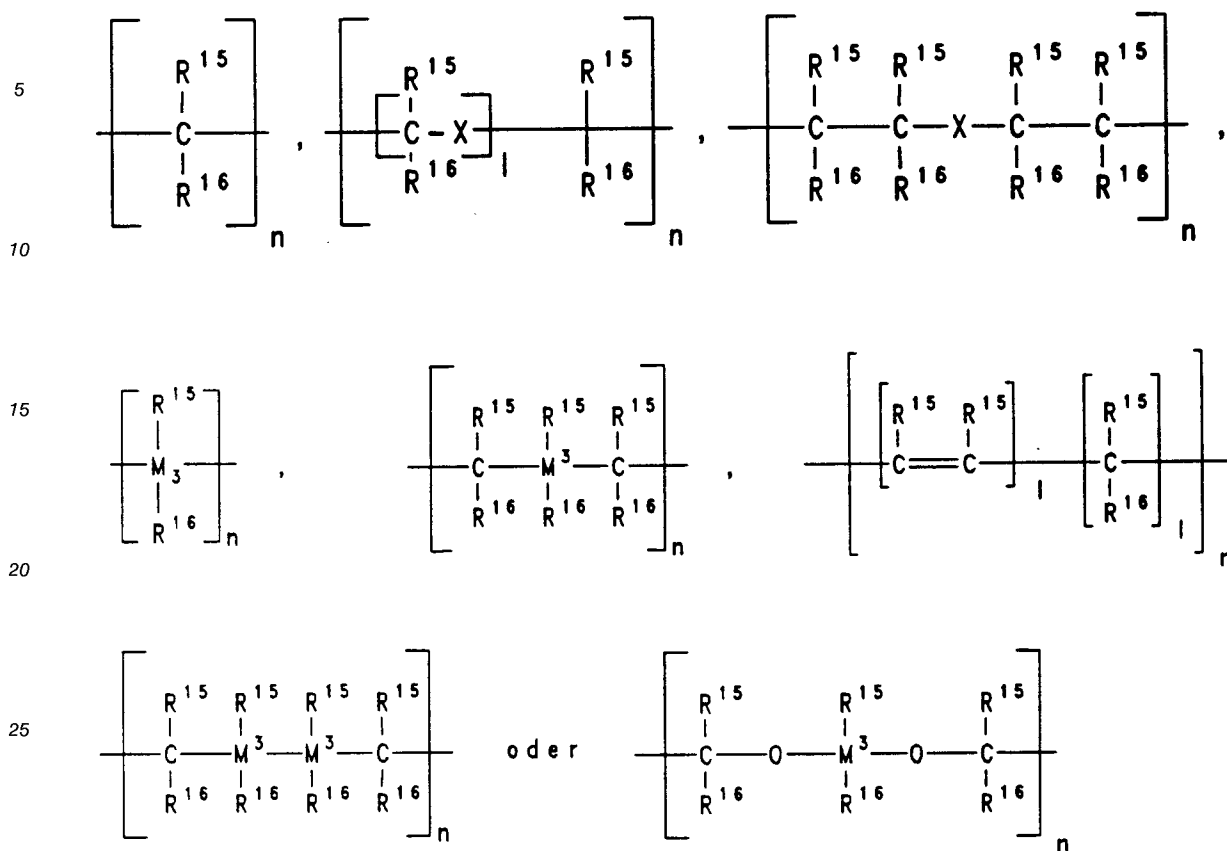 R15 R15 R15 R15 R15 R15 R15
5
C , C – X , C C X C C ,
R16 R16 R16 R16 R16 R16 R16
l
n n n
10
R15 R15 R15 R15 R15 R15 R15
15
M3 , C M3 C , C C C
R16 R16 R16 R16 R16
l l
n n n
20
R15 R15 R15 R15 R15 R15 R15
25
C M3 M3 C oder C O M3 O C
R16 R16 R16 R16 R16 R16 R16
n n